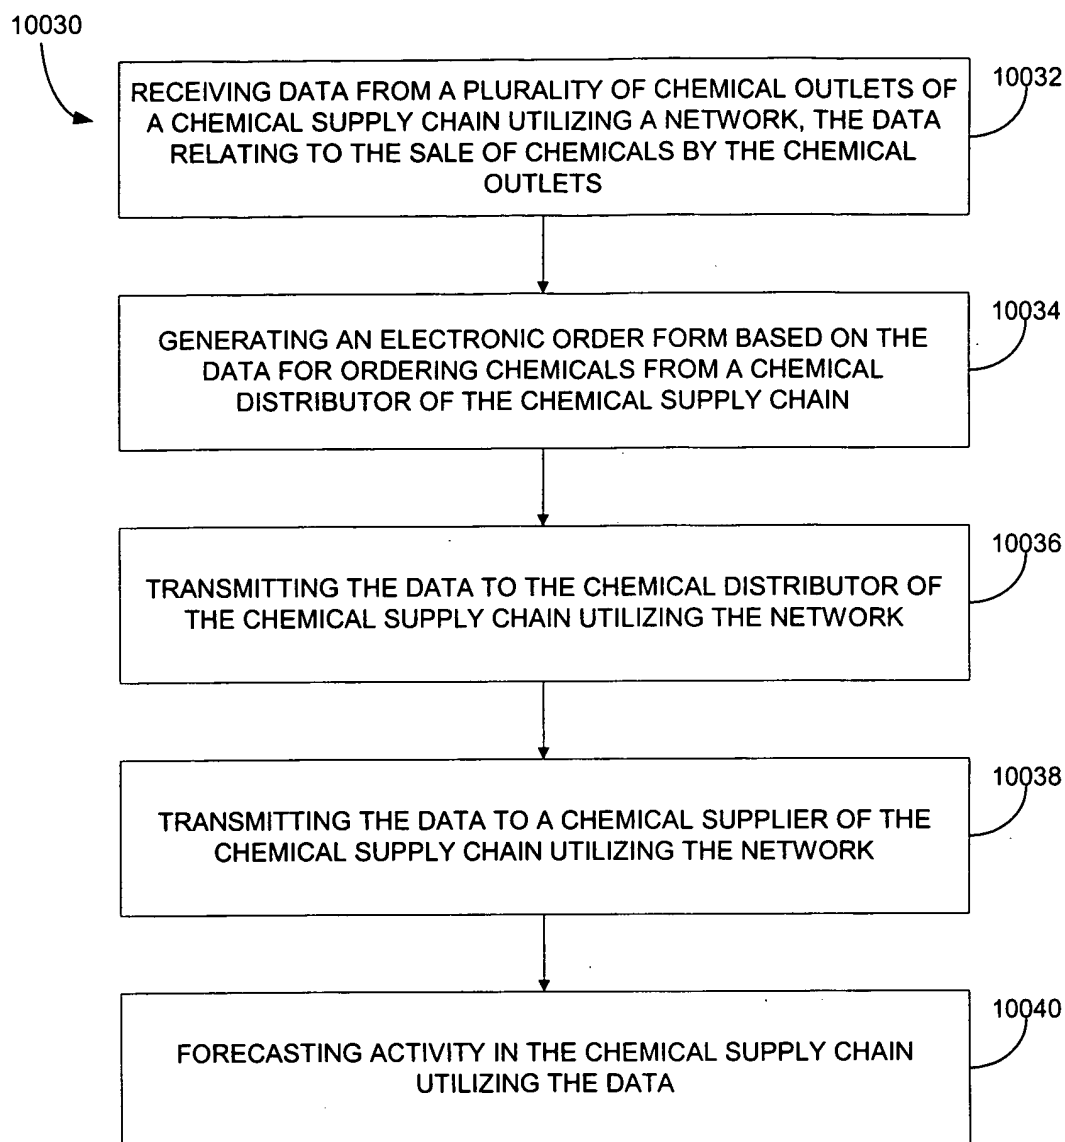 10030
10032
RECEIVING DATA FROM A PLURALITY OF CHEMICAL OUTLETS OF
A CHEMICAL SUPPLY CHAIN UTILIZING A NETWORK, THE DATA
RELATING TO THE SALE OF CHEMICALS BY THE CHEMICAL
OUTLETS
10034
GENERATING AN ELECTRONIC ORDER FORM BASED ON THE
DATA FOR ORDERING CHEMICALS FROM A CHEMICAL
DISTRIBUTOR OF THE CHEMICAL SUPPLY CHAIN
10036
TRANSMITTING THE DATA TO THE CHEMICAL DISTRIBUTOR OF
THE CHEMICAL SUPPLY CHAIN UTILIZING THE NETWORK
10038
TRANSMITTING THE DATA TO A CHEMICAL SUPPLIER OF THE
CHEMICAL SUPPLY CHAIN UTILIZING THE NETWORK
10040
FORECASTING ACTIVITY IN THE CHEMICAL SUPPLY CHAIN
UTILIZING THE DATA